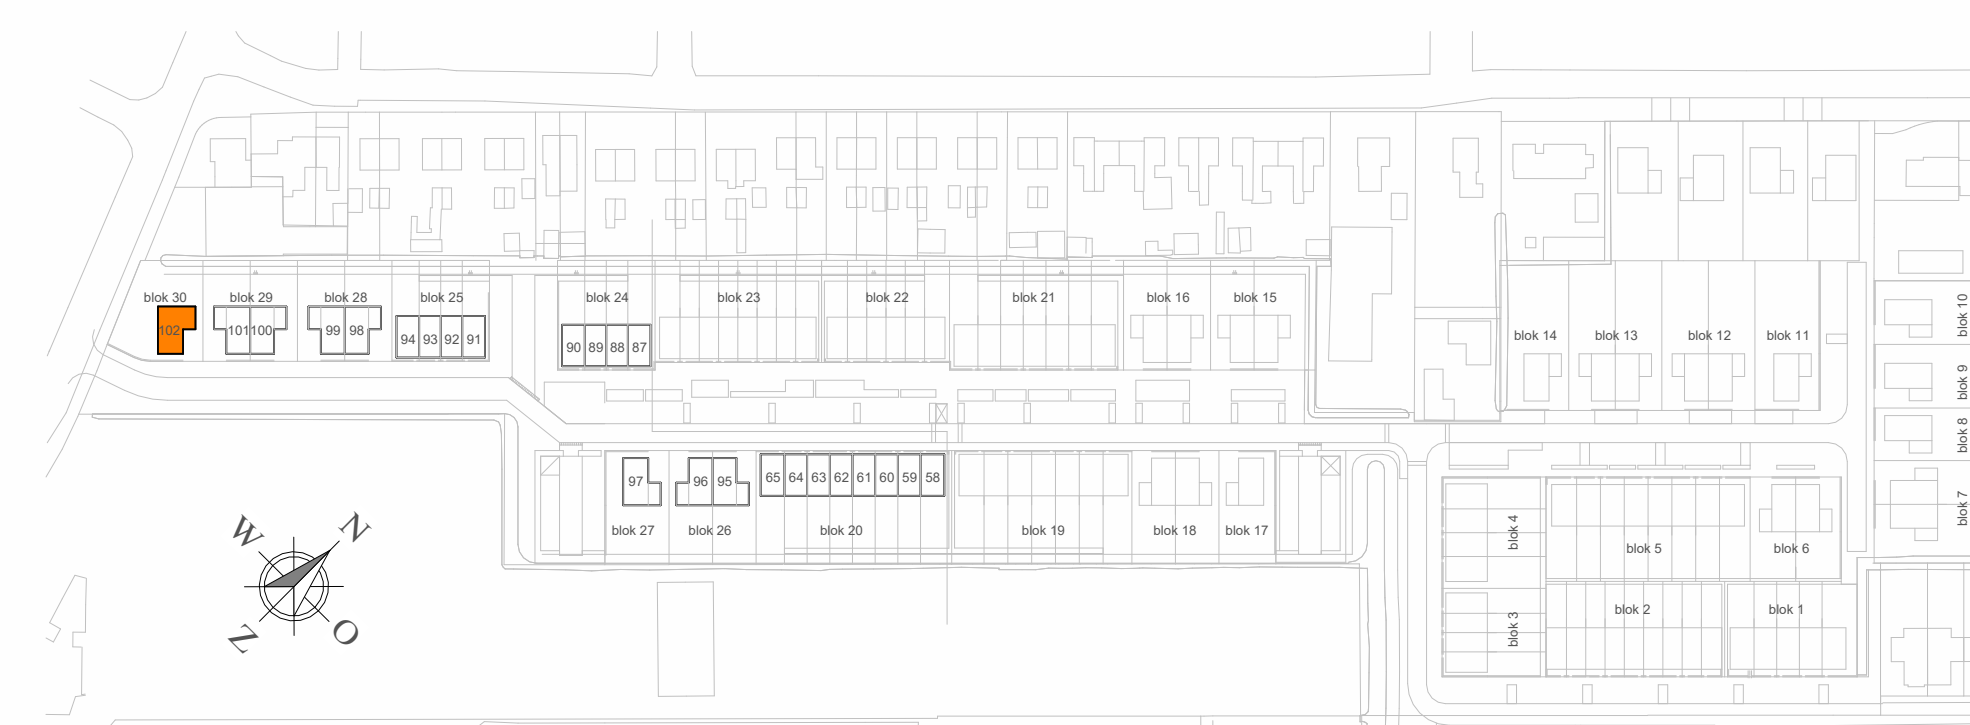 blok 30
blok 29
blok 28
blok 25
blok 24
blok 23
blok 22
blok 21
blok 16
blok 15
102
101 100
99 98
94 93 92 91
90 89 88 87
blok 14
blok 13
blok 12
blok 11
blok 10
blok 9
blok 8
blok 7
97
96 95
65 64 63 62 61 60 59 58
blok 27
blok 26
blok 20
blok 19
blok 18
blok 17
blok 4
blok 5
blok 6
blok 3
blok 2
blok 1
W
N
Z
O